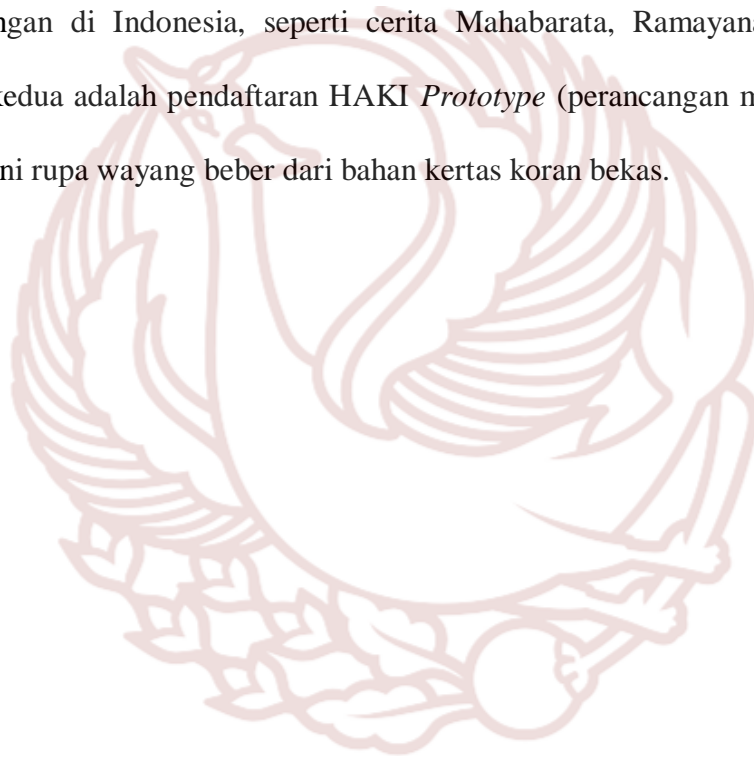 ngan di Indonesia, seperti cerita Mahabarata, Ramayana
kedua adalah pendaftaran HAKI Prototype (perancangan m
ni rupa wayang beber dari bahan kertas koran bekas.